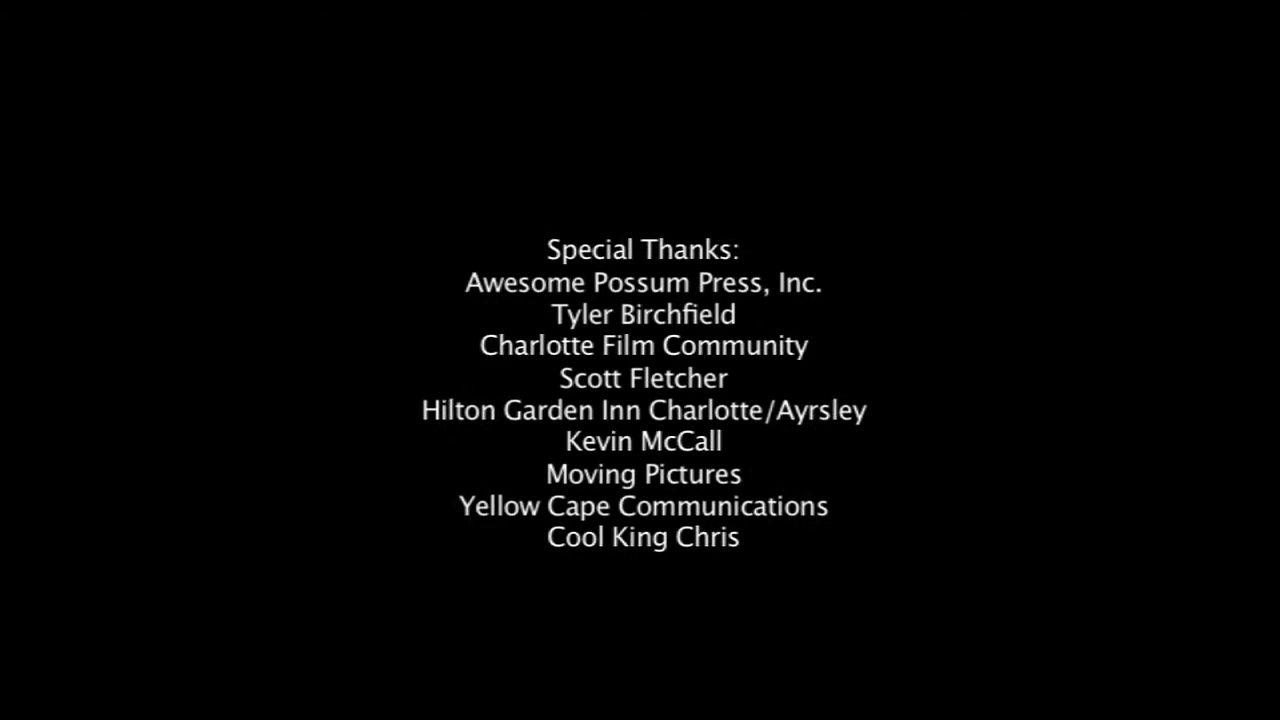 Special Thanks:
Awesome Possum Press, Inc.
Tyler Birchfield
Charlotte Film Community
Scott Fletcher
Hilton Garden Inn Charlotte/Ayrsley
Kevin McCall
Moving Pictures
Yellow Cape Communications
Cool King Chris